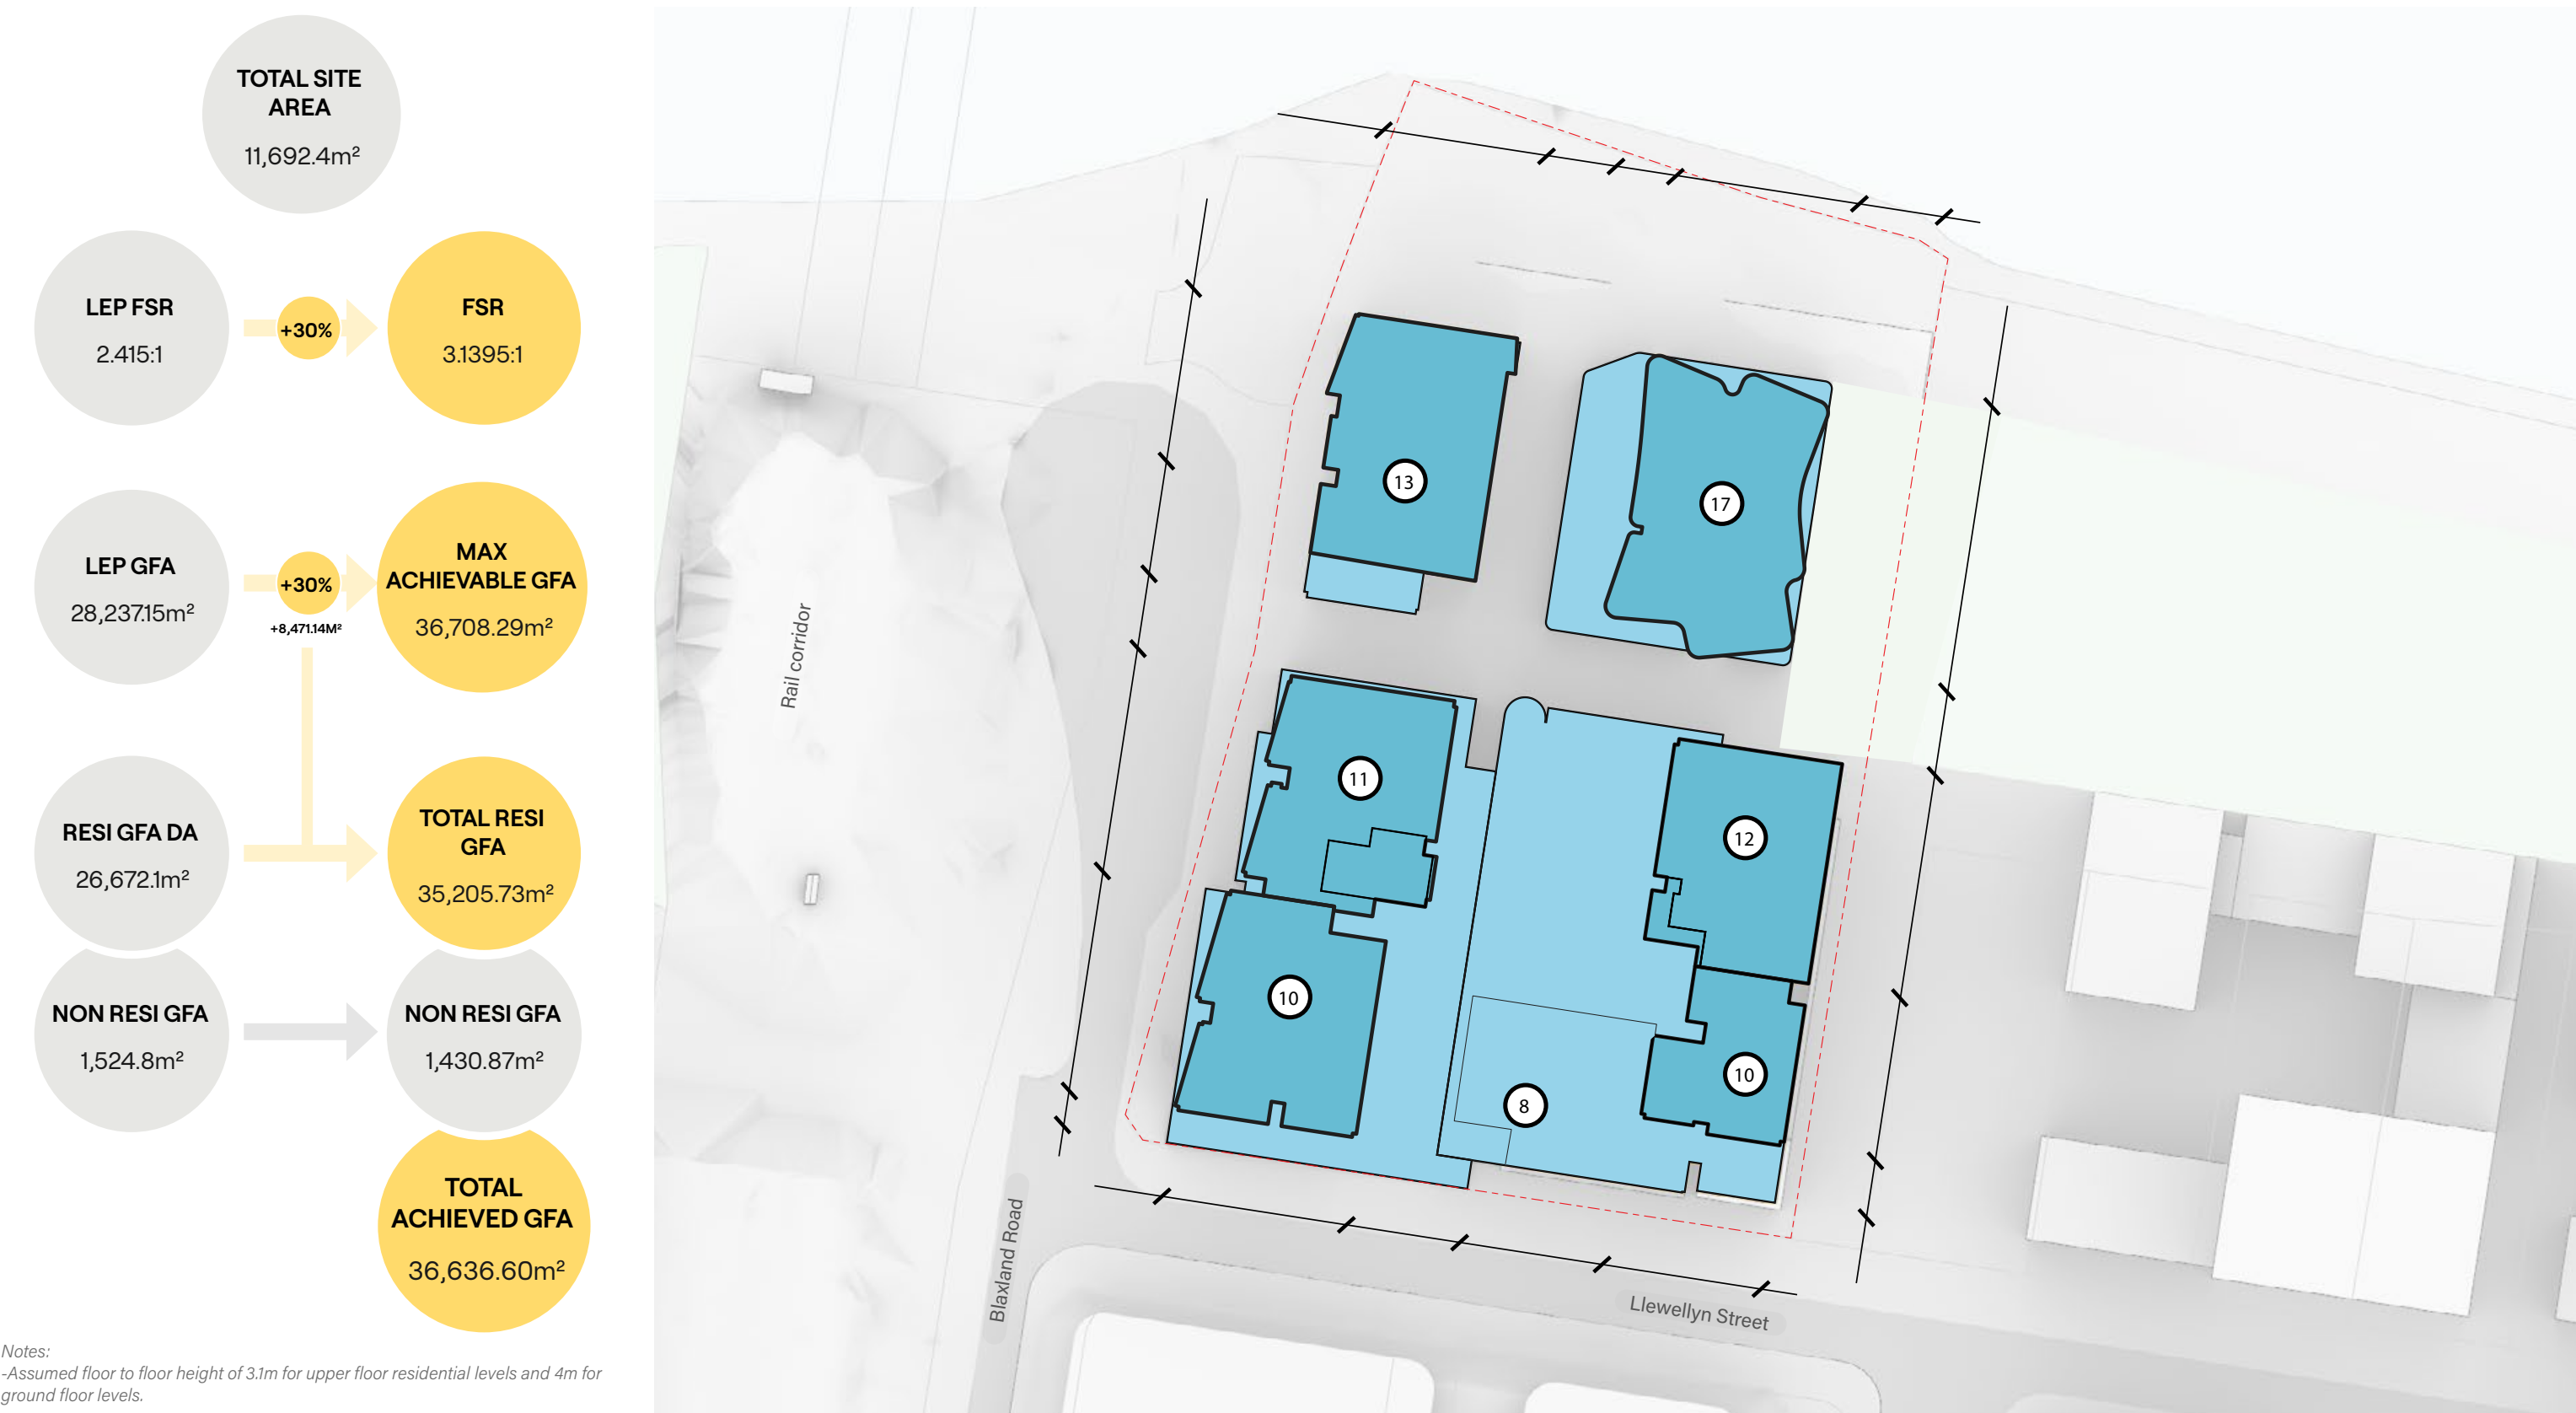 TOTAL SITE
AREA
11,692.4m²
LEP FSR
2.415:1
+30%
FSR
3.1395:1
LEP GFA
28,237.15m²
+30%
+8,471.14M²
MAX
ACHIEVABLE GFA
36,708.29m²
RESI GFA DA
26,672.1m²
TOTAL RESI
GFA
35,205.73m²
NON RESI GFA
1,524.8m²
NON RESI GFA
1,430.87m²
TOTAL
ACHIEVED GFA
36,636.60m²
Notes:
-Assumed floor to floor height of 3.1m for upper floor residential levels and 4m for
ground floor levels.
13
17
Rail corridor
11
12
10
10
8
Blaxland Road
Llewellyn Street